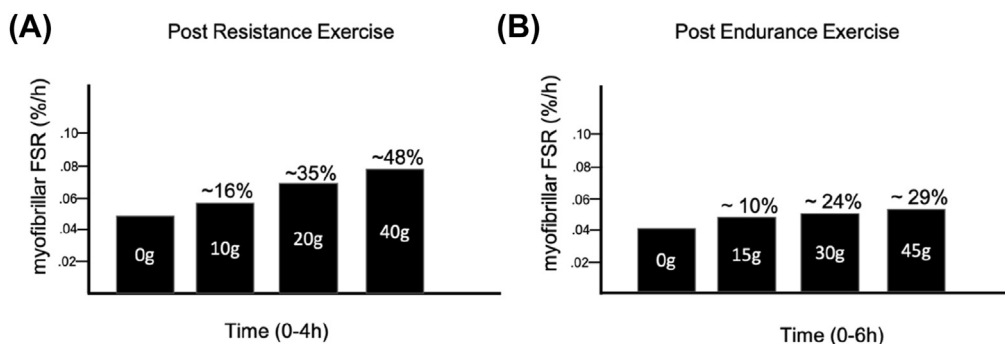 (A)
Post Resistance Exercise
myofibrillar FSR (%/h)
.10
.08
.06
.04
.02
~16%
~35%
~48%
0g
10g
20g
40g
Time (0-4h)
(B)
Post Endurance Exercise
myofibrillar FSR (%/h)
.10
.08
.06
.04
.02
~ 10%
~ 24%
~ 29%
0g
15g
30g
45g
Time (0-6h)